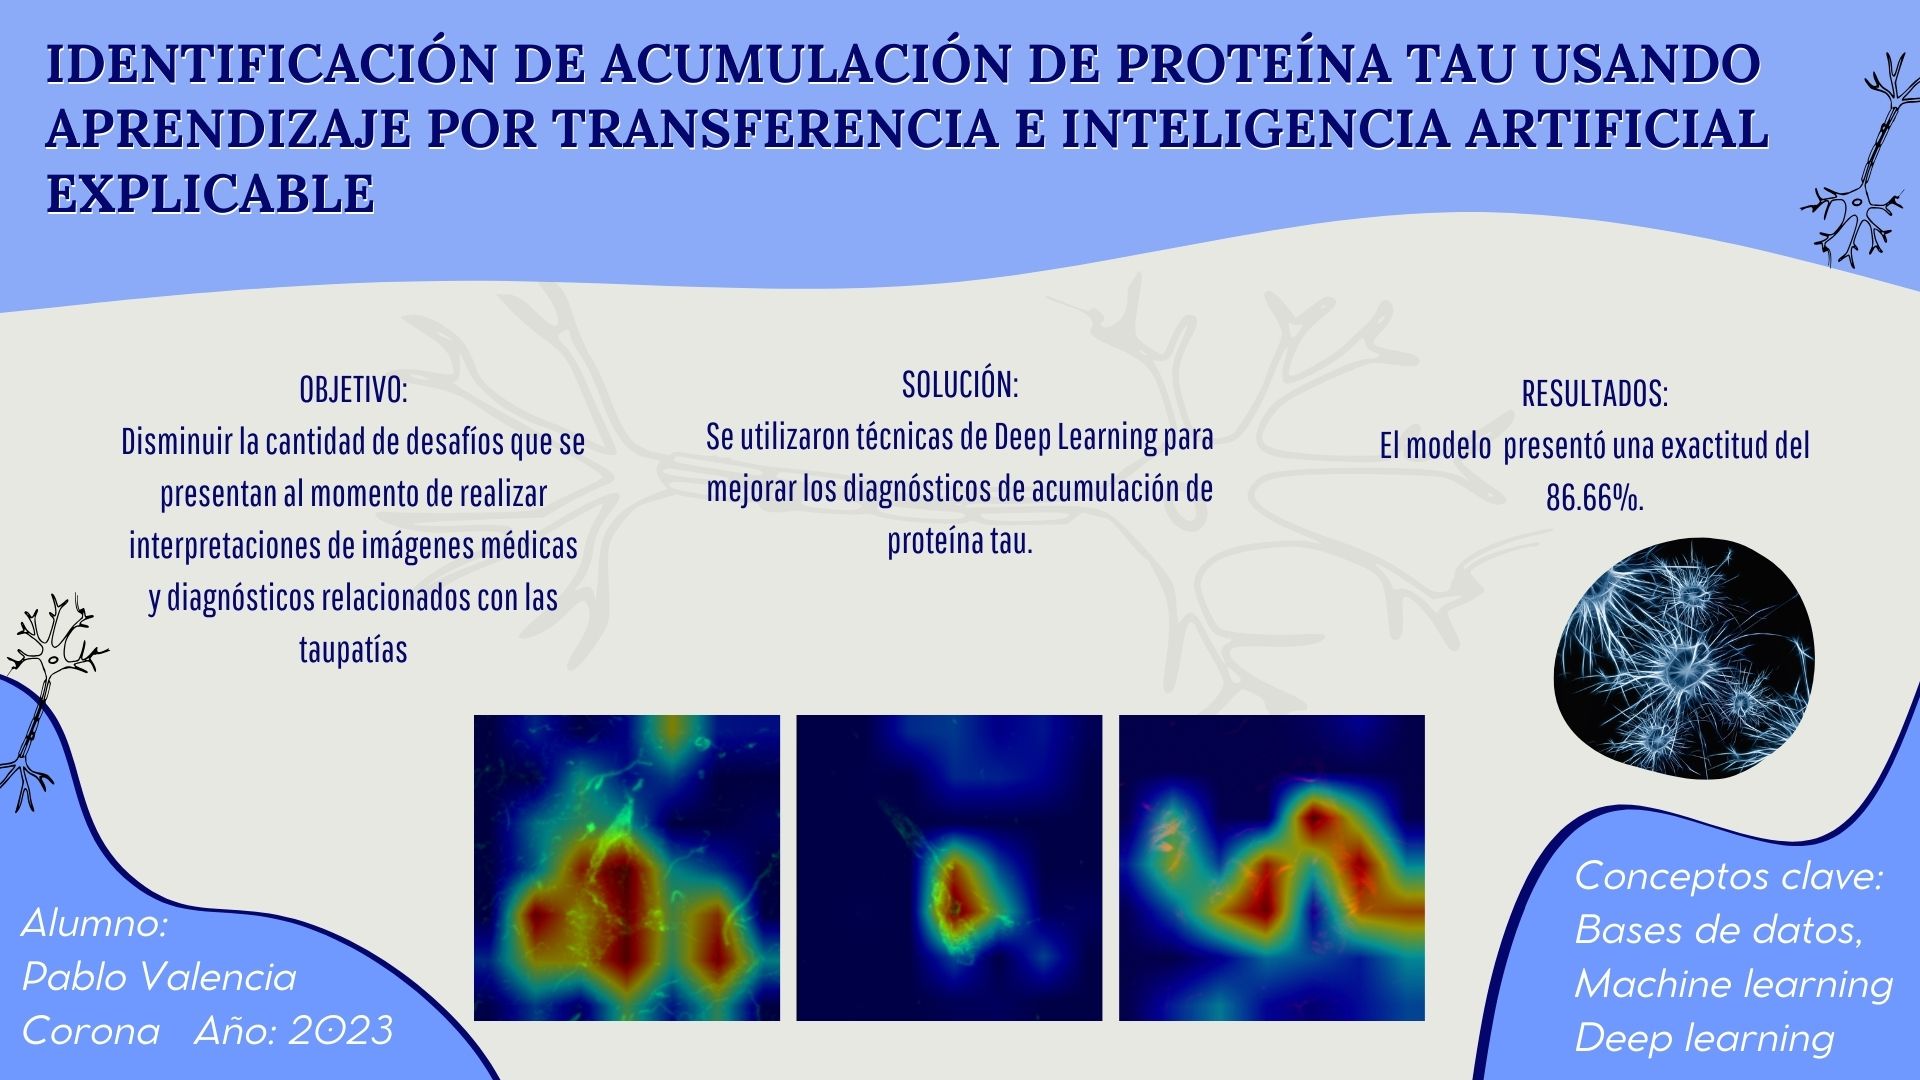 IDENTIFICACIÓN DE ACUMULACIÓN DE PROTEÍNA TAU USANDO
APRENDIZAJE POR TRANSFERENCIA E INTELIGENCIA ARTIFICIAL
EXPLICABLE
OBJETIVO:
Disminuir la cantidad de desafíos que se
presentan al momento de realizar
interpretaciones de imágenes médicas
y diagnósticos relacionados con las
taupatías
SOLUCIÓN:
Se utilizaron técnicas de Deep Learning para
mejorar los diagnósticos de acumulación de
proteína tau.
RESULTADOS:
El modelo presentó una exactitud del
86.66%.
Alumno:
Pablo Valencia
Corona Año: 2023
Conceptos clave:
Bases de datos,
Machine learning
Deep learning